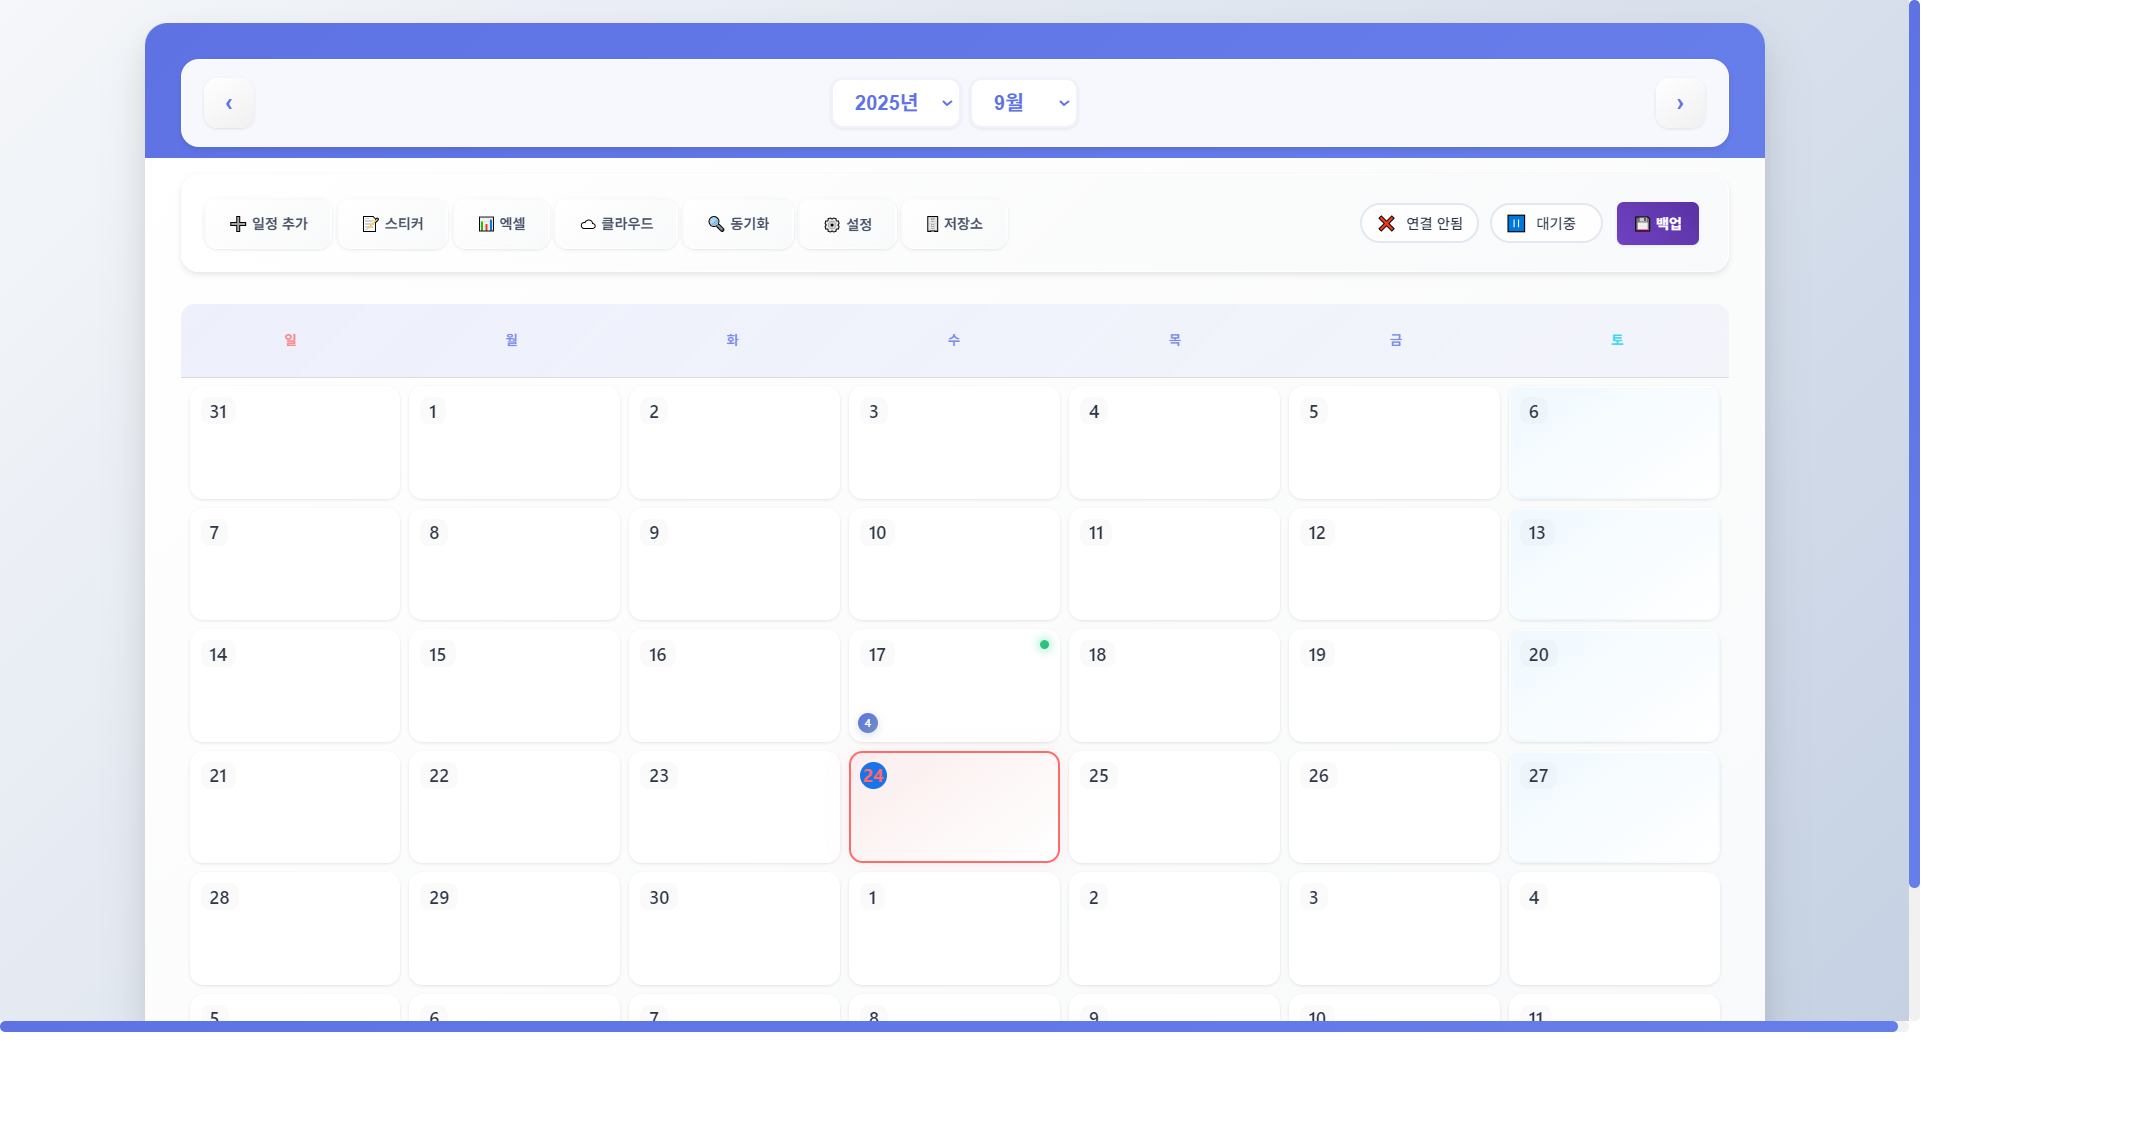 ‹ 2025년 9월 ›
일정 추가 스티커 엑셀 클라우드 동기화 설정 저장소 연결 안됨 대기중 백업
일 월 화 수 목 금 토
31 1 2 3 4 5 6
7 8 9 10 11 12 13
14 15 16 17 18 19 20
4
21 22 23 24 25 26 27
28 29 30 1 2 3 4
5 6 7 8 9 10 11